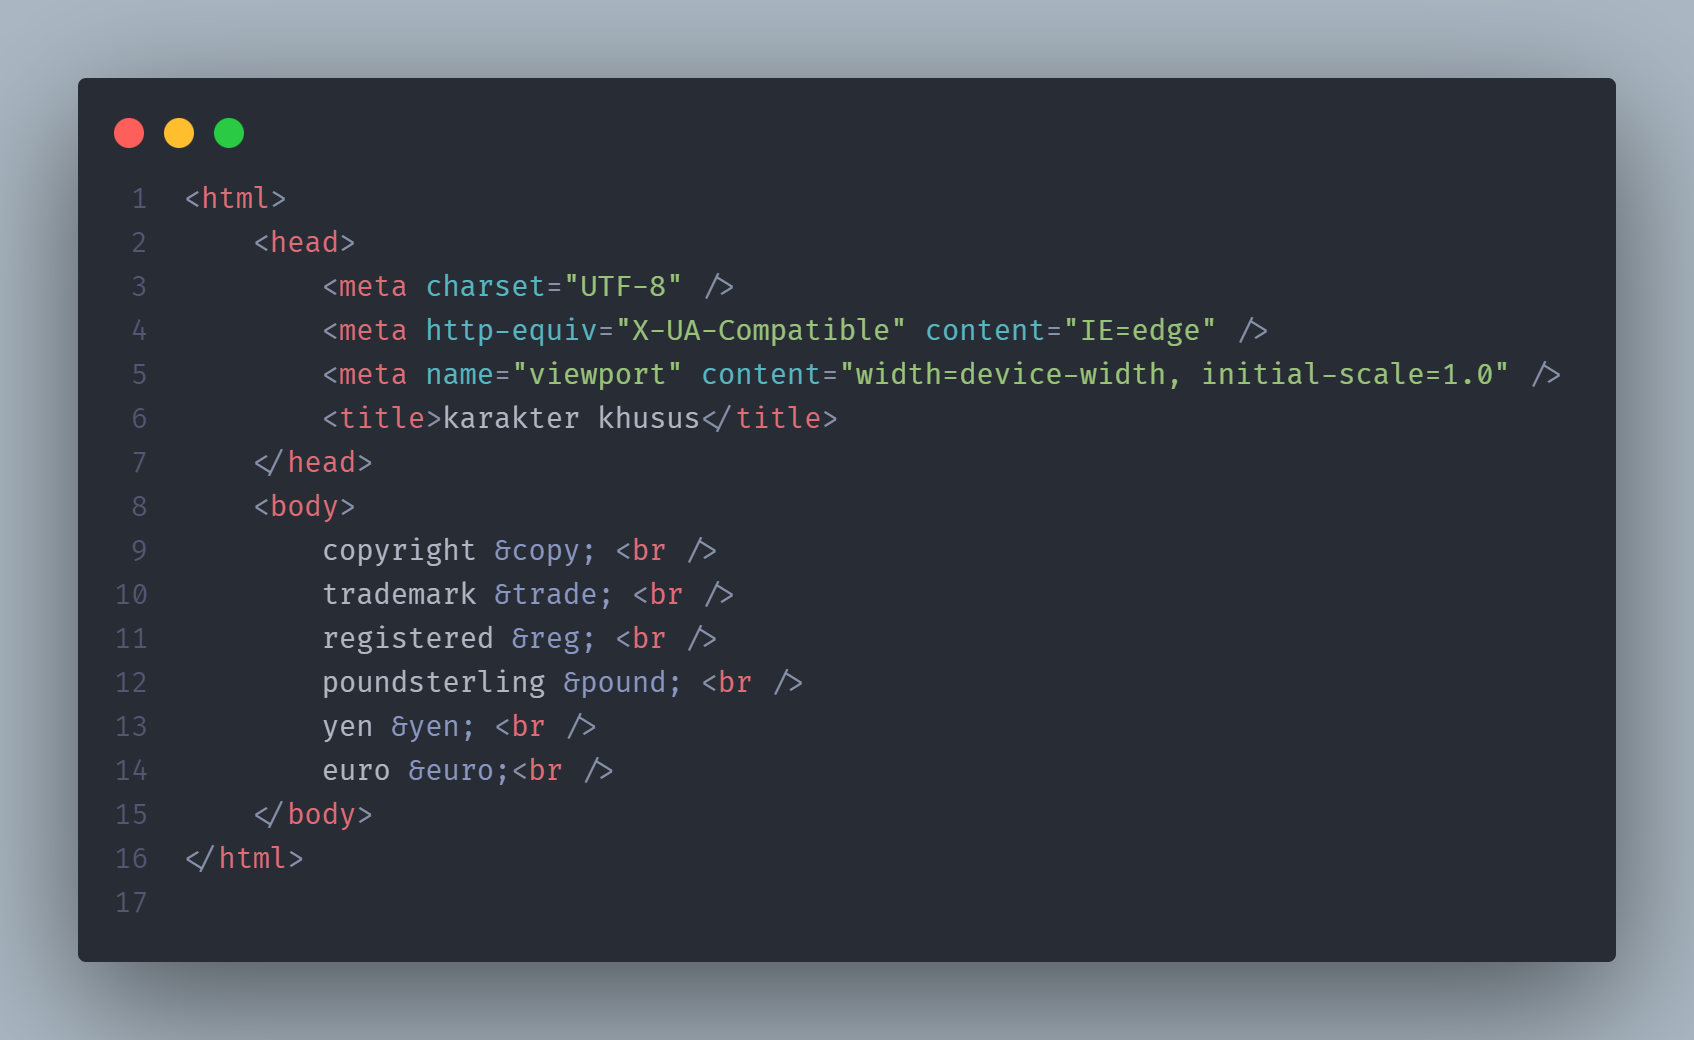 1 <html>
2     <head>
3         <meta charset="UTF-8" />
4         <meta http-equiv="X-UA-Compatible" content="IE=edge" />
5         <meta name="viewport" content="width=device-width, initial-scale=1.0" />
6         <title>karakter khusus</title>
7     </head>
8     <body>
9         copyright &copy; <br />
10         trademark &trade; <br />
11         registered &reg; <br />
12         poundsterling &pound; <br />
13         yen &yen; <br />
14         euro &euro;<br />
15     </body>
16 </html>
17